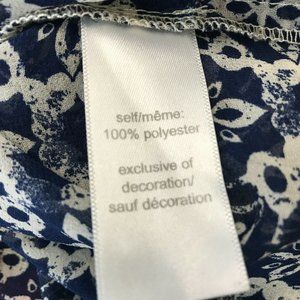 self/même:
100% polyester
exclusive of
decoration/
sauf décoration